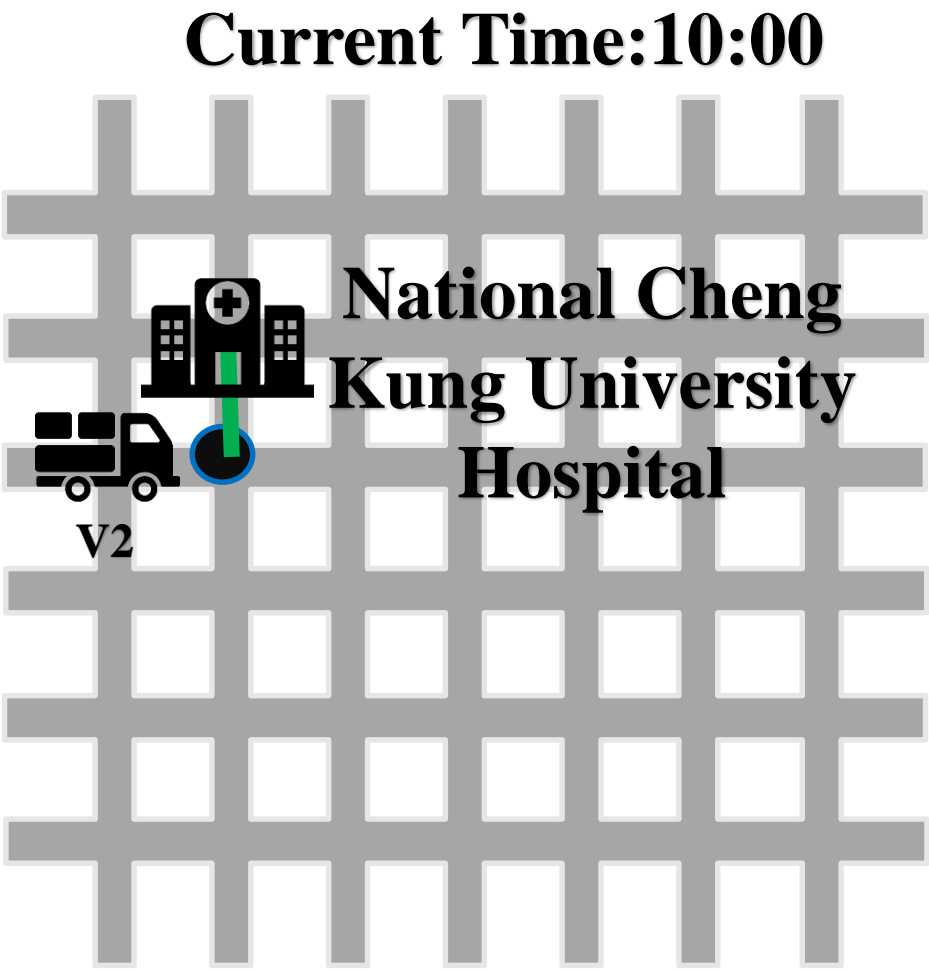 Current Time:10:00
National Cheng
Kung University
Hospital
V2